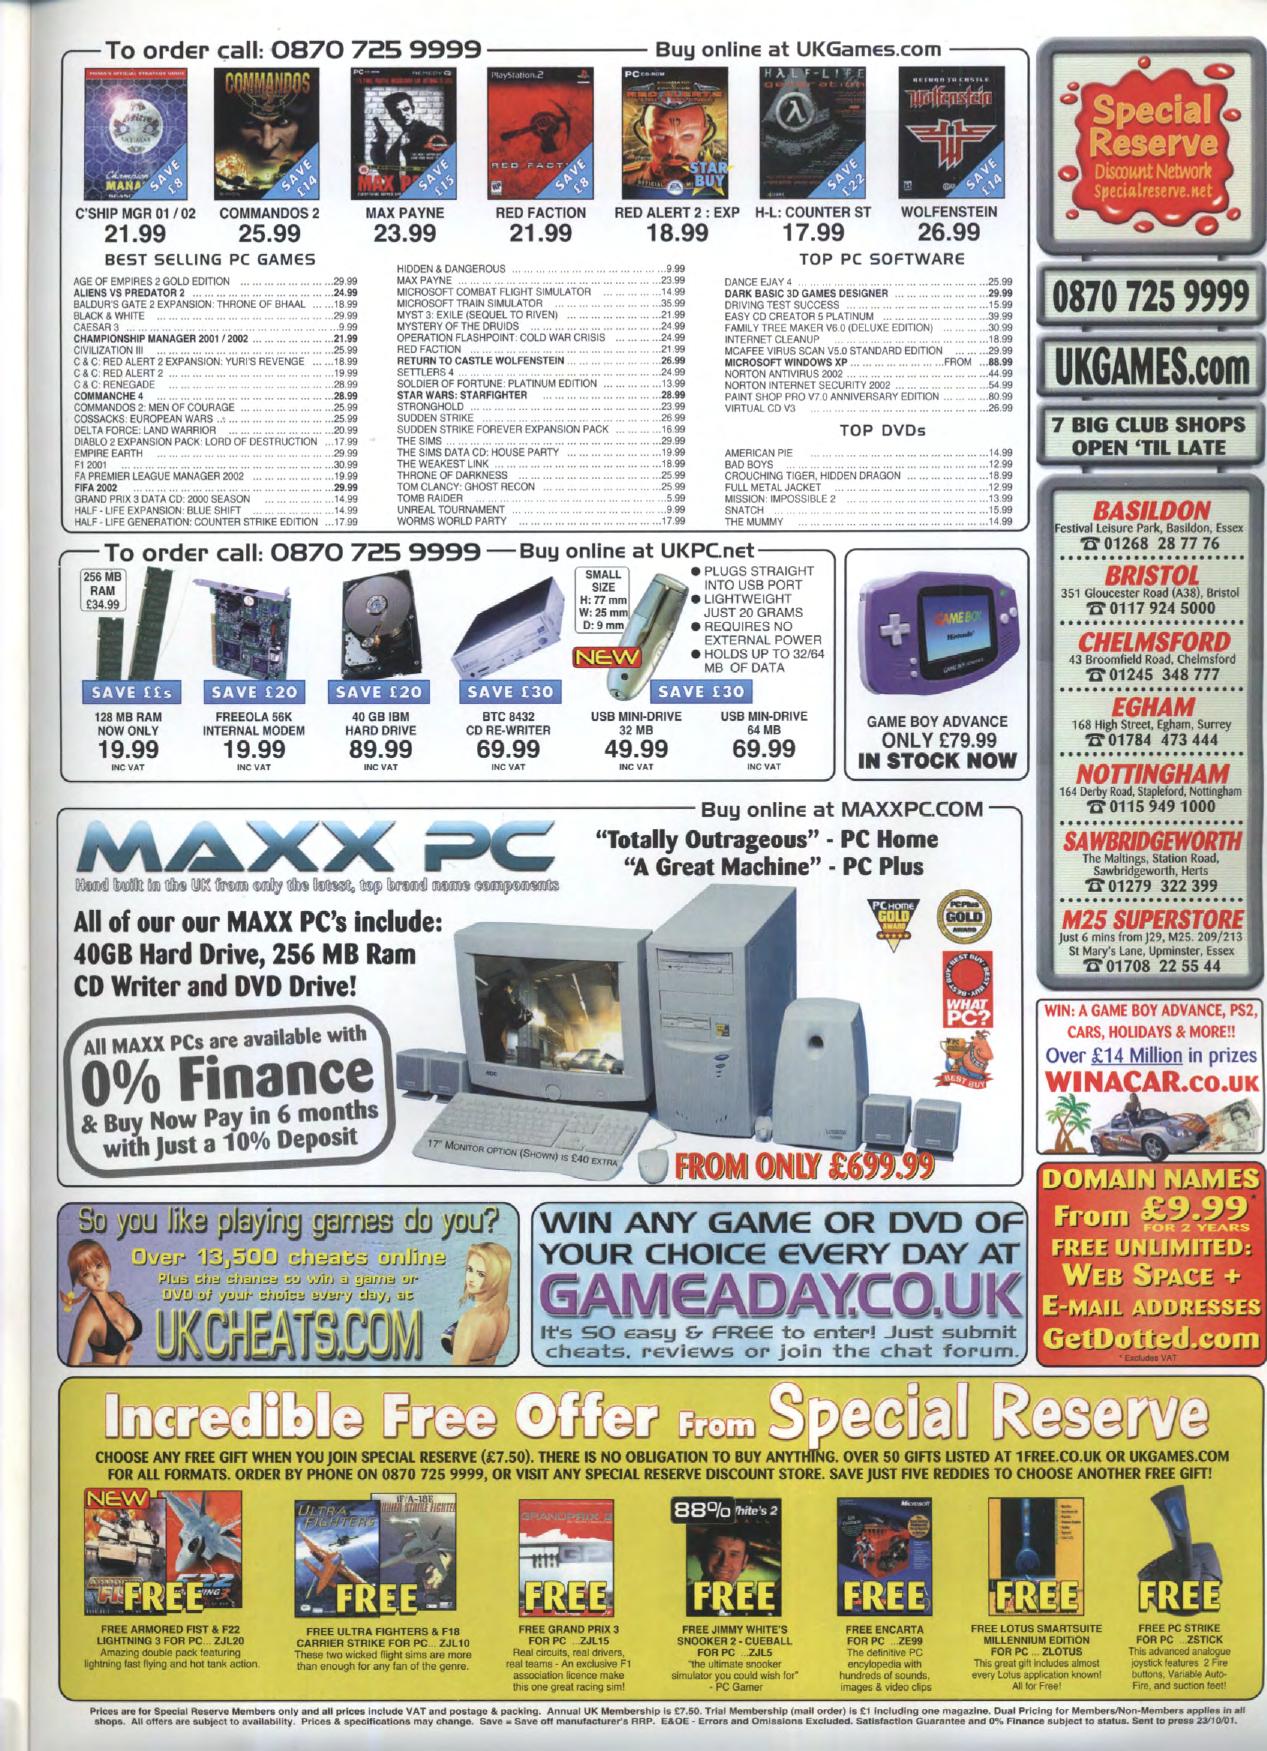 To order call: 0870 725 9999
Buy online at UKGames.com
C'SHIP MGR 01 / 02
21.99
COMMANDOS 2
25.99
MAX PAYNE
23.99
RED FACTION
21.99
RED ALERT 2 : EXP
18.99
H-L: COUNTER ST
17.99
WOLFENSTEIN
26.99
BEST SELLING PC GAMES
AGE OF EMPIRES 2 GOLD EDITION ... 29.99
ALIENS VS PREDATOR 2 ... 24.99
BALDUR'S GATE 2 EXPANSION: THRONE OF BHAAL ... 18.99
BLACK & WHITE ... 29.99
CAESAR 3 ... 9.99
CHAMPIONSHIP MANAGER 2001 / 2002 ... 21.99
CIVILIZATION III ... 25.99
C & C: RED ALERT 2 EXPANSION: YURI'S REVENGE ... 18.99
C & C: RED ALERT 2 ... 19.99
C & C: RENEGADE ... 28.99
COMMANCHE 4 ... 28.99
COMMANDOS 2: MEN OF COURAGE ... 25.99
COSSACKS: EUROPEAN WARS ... 25.99
DELTA FORCE: LAND WARRIOR ... 20.99
DIABLO 2 EXPANSION PACK: LORD OF DESTRUCTION ... 17.99
EMPIRE EARTH ... 29.99
F1 2001 ... 30.99
FA PREMIER LEAGUE MANAGER 2002 ... 19.99
FIFA 2002 ... 29.99
GRAND PRIX 3 DATA CD: 2000 SEASON ... 14.99
HALF - LIFE EXPANSION: BLUE SHIFT ... 14.99
HALF - LIFE GENERATION: COUNTER STRIKE EDITION ... 17.99
HIDDEN & DANGEROUS ... 9.99
MAX PAYNE ... 23.99
MICROSOFT COMBAT FLIGHT SIMULATOR ... 14.99
MICROSOFT TRAIN SIMULATOR ... 35.99
MYST 3: EXILE (SEQUEL TO RIVEN) ... 21.99
MYSTERY OF THE DRUIDS ... 24.99
OPERATION FLASHPOINT: COLD WAR CRISIS ... 24.99
RED FACTION ... 21.99
RETURN TO CASTLE WOLFENSTEIN ... 26.99
SETTLERS 4 ... 24.99
SOLDIER OF FORTUNE: PLATINUM EDITION ... 13.99
STAR WARS: STARFIGHTER ... 28.99
STRONGHOLD ... 23.99
SUDDEN STRIKE ... 26.99
SUDDEN STRIKE FOREVER EXPANSION PACK ... 16.99
THE SIMS ... 29.99
THE SIMS DATA CD: HOUSE PARTY ... 19.99
THE WEAKEST LINK ... 18.99
THRONE OF DARKNESS ... 25.99
TOM CLANCY: GHOST RECON ... 25.99
TOMB RAIDER ... 5.99
UNREAL TOURNAMENT ... 9.99
WORMS WORLD PARTY ... 17.99
TOP PC SOFTWARE
DANCE EJAY 4 ... 25.99
DARK BASIC 3D GAMES DESIGNER ... 29.99
DRIVING TEST SUCCESS ... 15.99
EASY CD CREATOR 5 PLATINUM ... 39.99
FAMILY TREE MAKER V6.0 (DELUXE EDITION) ... 30.99
INTERNET CLEANUP ... 18.99
MCAFEE VIRUS SCAN V5.0 STANDARD EDITION ... 29.99
MICROSOFT WINDOWS XP ... FROM ... 88.99
NORTON ANTIVIRUS 2002 ... 44.99
NORTON INTERNET SECURITY 2002 ... 54.99
PAINT SHOP PRO V7.0 ANNIVERSARY EDITION ... 80.99
VIRTUAL CD V3 ... 26.99
TOP DVDs
AMERICAN PIE ... 14.99
BAD BOYS ... 12.99
CROUCHING TIGER, HIDDEN DRAGON ... 18.99
FULL METAL JACKET ... 12.99
MISSION: IMPOSSIBLE 2 ... 13.99
SNATCH ... 15.99
THE MUMMY ... 14.99
To order call: 0870 725 9999
Buy online at UKPC.net
256 MB
RAM
£34.99
SAVE ££s
128 MB RAM
NOW ONLY
19.99
INC VAT
SAVE £20
FREEOLA 56K
INTERNAL MODEM
19.99
INC VAT
SAVE £20
40 GB IBM
HARD DRIVE
89.99
INC VAT
SAVE £30
BTC 8432
CD RE-WRITER
69.99
INC VAT
SMALL
SIZE
H: 77 mm
W: 25 mm
D: 9 mm
NEW
● PLUGS STRAIGHT
INTO USB PORT
● LIGHTWEIGHT
JUST 20 GRAMS
● REQUIRES NO
EXTERNAL POWER
● HOLDS UP TO 32/64
MB OF DATA
SAVE £30
USB MINI-DRIVE
32 MB
49.99
INC VAT
USB MIN-DRIVE
64 MB
69.99
INC VAT
GAME BOY ADVANCE
ONLY £79.99
IN STOCK NOW
Buy online at MAXXPC.COM
MAXX PC
Hand built in the UK from only the latest, top brand name components
"Totally Outrageous" - PC Home
"A Great Machine" - PC Plus
All of our our MAXX PC's include:
40GB Hard Drive, 256 MB Ram
CD Writer and DVD Drive!
All MAXX PCs are available with
0% Finance
& Buy Now Pay in 6 months
with Just a 10% Deposit
PC HOME
GOLD
AWARD
PCPlus
GOLD
AWARD
BEST BUY
WHAT
PC?
BEST BUY
17" MONITOR OPTION (SHOWN) IS £40 EXTRA
FROM ONLY £699.99
So you like playing games do you?
Over 13,500 cheats online
Plus the chance to win a game or
DVD of your choice every day, at
UKCHEATS.COM
WIN ANY GAME OR DVD OF
YOUR CHOICE EVERY DAY AT
GAMEADAY.CO.UK
It's SO easy & FREE to enter! Just submit
cheats, reviews or join the chat forum.
Special
Reserve
Discount Network
Specialreserve.net
0870 725 9999
UKGAMES.com
7 BIG CLUB SHOPS
OPEN 'TIL LATE
BASILDON
Festival Leisure Park, Basildon, Essex
☎ 01268 28 77 76
BRISTOL
351 Gloucester Road (A38), Bristol
☎ 0117 924 5000
CHELMSFORD
43 Broomfield Road, Chelmsford
☎ 01245 348 777
EGHAM
168 High Street, Egham, Surrey
☎ 01784 473 444
NOTTINGHAM
164 Derby Road, Stapleford, Nottingham
☎ 0115 949 1000
SAWBRIDGEWORTH
The Maltings, Station Road,
Sawbridgeworth, Herts
☎ 01279 322 399
M25 SUPERSTORE
Just 6 mins from J29, M25. 209/213
St Mary's Lane, Upminster, Essex
☎ 01708 22 55 44
WIN: A GAME BOY ADVANCE, PS2,
CARS, HOLIDAYS & MORE!!
Over £14 Million in prizes
WINACAR.co.uk
DOMAIN NAMES
From £9.99*
FOR 2 YEARS
FREE UNLIMITED:
WEB SPACE +
E-MAIL ADDRESSES
GetDotted.com
* Excludes VAT
Incredible Free Offer From Special Reserve
CHOOSE ANY FREE GIFT WHEN YOU JOIN SPECIAL RESERVE (£7.50). THERE IS NO OBLIGATION TO BUY ANYTHING. OVER 50 GIFTS LISTED AT 1FREE.CO.UK OR UKGAMES.COM
FOR ALL FORMATS. ORDER BY PHONE ON 0870 725 9999, OR VISIT ANY SPECIAL RESERVE DISCOUNT STORE. SAVE JUST FIVE REDDIES TO CHOOSE ANOTHER FREE GIFT!
NEW
FREE
FREE ARMORED FIST & F22
LIGHTNING 3 FOR PC... ZJL20
Amazing double pack featuring
lightning fast flying and hot tank action.
FREE
FREE ULTRA FIGHTERS & F18
CARRIER STRIKE FOR PC... ZJL10
These two wicked flight sims are more
than enough for any fan of the genre.
FREE
FREE GRAND PRIX 3
FOR PC ...ZJL15
Real circuits, real drivers,
real teams - An exclusive F1
association licence make
this one great racing sim!
88%
FREE
FREE JIMMY WHITE'S
SNOOKER 2 - CUEBALL
FOR PC ...ZJL5
"the ultimate snooker
simulator you could wish for"
- PC Gamer
FREE
FREE ENCARTA
FOR PC ...ZE99
The definitive PC
encylopedia with
hundreds of sounds,
images & video clips
FREE
FREE LOTUS SMARTSUITE
MILLENNIUM EDITION
FOR PC ... ZLOTUS
This great gift includes almost
every Lotus application known!
All for Free!
FREE
FREE PC STRIKE
FOR PC ...ZSTICK
This advanced analogue
joystick features 2 Fire
buttons, Variable Auto-
Fire, and suction feet!
Prices are for Special Reserve Members only and all prices include VAT and postage & packing. Annual UK Membership is £7.50. Trial Membership (mail order) is £1 including one magazine. Dual Pricing for Members/Non-Members applies in all
shops. All offers are subject to availability. Prices & specifications may change. Save = Save off manufacturer's RRP. E&OE - Errors and Omissions Excluded. Satisfaction Guarantee and 0% Finance subject to status. Sent to press 23/10/01.